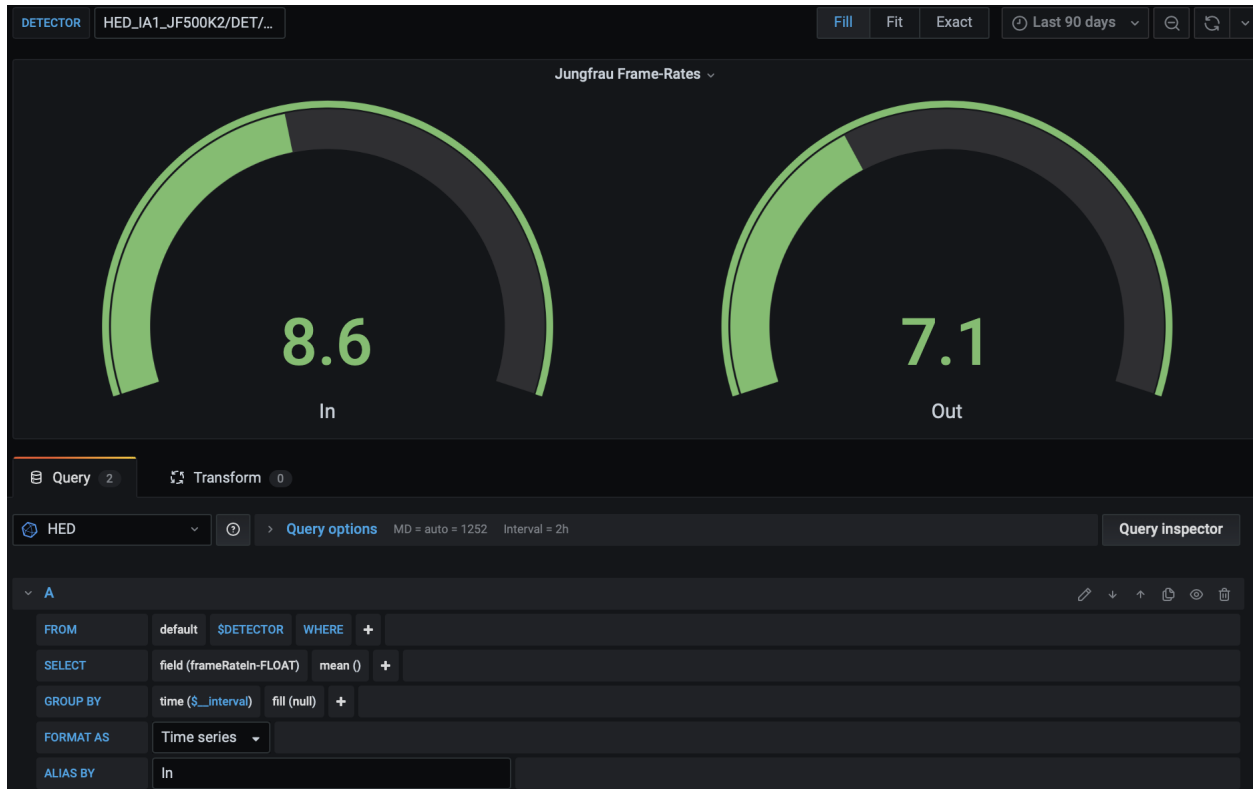 DETECTOR HED_IA1_JF500K2/DET/... Fill Fit Exact Last 90 days
Jungfrau Frame-Rates
8.6 7.1
In Out
Query 2 Transform 0
HED Query options MD = auto = 1252 Interval = 2h Query inspector
A
FROM default $DETECTOR WHERE +
SELECT field (frameRateIn-FLOAT) mean () +
GROUP BY time ($__interval) fill (null) +
FORMAT AS Time series
ALIAS BY In